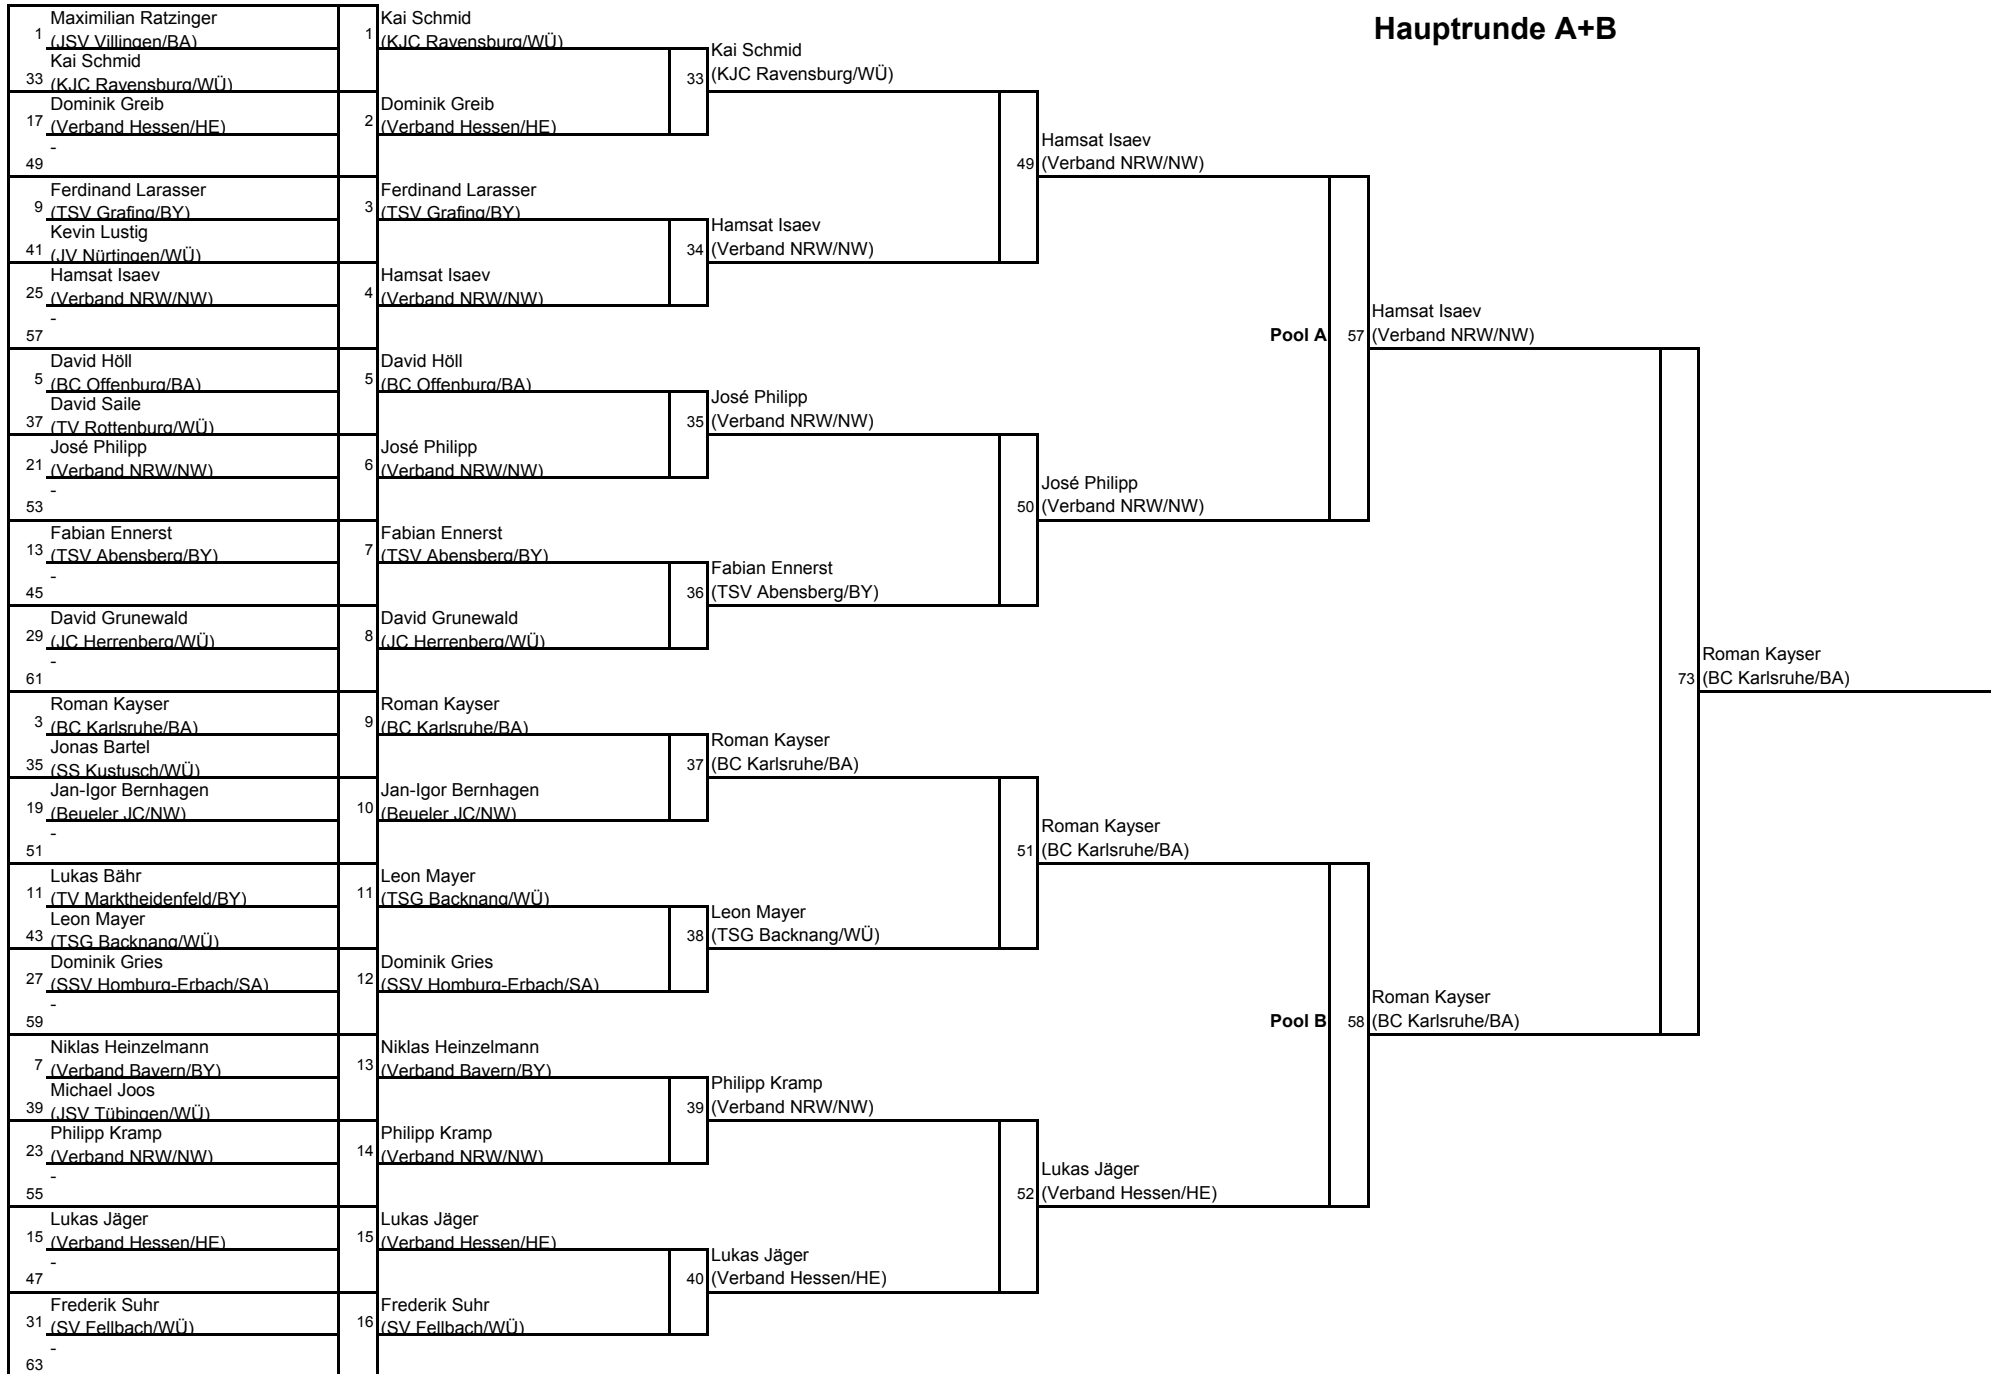 Hauptrunde A+B
1
Maximilian Ratzinger
(JSV Villingen/BA)
33
Kai Schmid
(KJC Ravensburg/WÜ)
17
Dominik Greib
(Verband Hessen/HE)
49
-
9
Ferdinand Larasser
(TSV Grafing/BY)
41
Kevin Lustig
(JV Nürtingen/WÜ)
25
Hamsat Isaev
(Verband NRW/NW)
57
-
5
David Höll
(BC Offenburg/BA)
37
David Saile
(TV Rottenburg/WÜ)
21
José Philipp
(Verband NRW/NW)
53
-
13
Fabian Ennerst
(TSV Abensberg/BY)
45
-
29
David Grunewald
(JC Herrenberg/WÜ)
61
-
3
Roman Kayser
(BC Karlsruhe/BA)
35
Jonas Bartel
(SS Kustusch/WÜ)
19
Jan-Igor Bernhagen
(Beueler JC/NW)
51
-
11
Lukas Bähr
(TV Marktheidenfeld/BY)
43
Leon Mayer
(TSG Backnang/WÜ)
27
Dominik Gries
(SSV Homburg-Erbach/SA)
59
-
7
Niklas Heinzelmann
(Verband Bayern/BY)
39
Michael Joos
(JSV Tübingen/WÜ)
23
Philipp Kramp
(Verband NRW/NW)
55
-
15
Lukas Jäger
(Verband Hessen/HE)
47
-
31
Frederik Suhr
(SV Fellbach/WÜ)
63
-
1
Kai Schmid
(KJC Ravensburg/WÜ)
2
Dominik Greib
(Verband Hessen/HE)
3
Ferdinand Larasser
(TSV Grafing/BY)
4
Hamsat Isaev
(Verband NRW/NW)
5
David Höll
(BC Offenburg/BA)
6
José Philipp
(Verband NRW/NW)
7
Fabian Ennerst
(TSV Abensberg/BY)
8
David Grunewald
(JC Herrenberg/WÜ)
9
Roman Kayser
(BC Karlsruhe/BA)
10
Jan-Igor Bernhagen
(Beueler JC/NW)
11
Leon Mayer
(TSG Backnang/WÜ)
12
Dominik Gries
(SSV Homburg-Erbach/SA)
13
Niklas Heinzelmann
(Verband Bayern/BY)
14
Philipp Kramp
(Verband NRW/NW)
15
Lukas Jäger
(Verband Hessen/HE)
16
Frederik Suhr
(SV Fellbach/WÜ)
33
Kai Schmid
(KJC Ravensburg/WÜ)
34
Hamsat Isaev
(Verband NRW/NW)
35
José Philipp
(Verband NRW/NW)
36
Fabian Ennerst
(TSV Abensberg/BY)
37
Roman Kayser
(BC Karlsruhe/BA)
38
Leon Mayer
(TSG Backnang/WÜ)
39
Philipp Kramp
(Verband NRW/NW)
40
Lukas Jäger
(Verband Hessen/HE)
49
Hamsat Isaev
(Verband NRW/NW)
50
José Philipp
(Verband NRW/NW)
51
Roman Kayser
(BC Karlsruhe/BA)
52
Lukas Jäger
(Verband Hessen/HE)
Pool A
57
Hamsat Isaev
(Verband NRW/NW)
Pool B
58
Roman Kayser
(BC Karlsruhe/BA)
73
Roman Kayser
(BC Karlsruhe/BA)